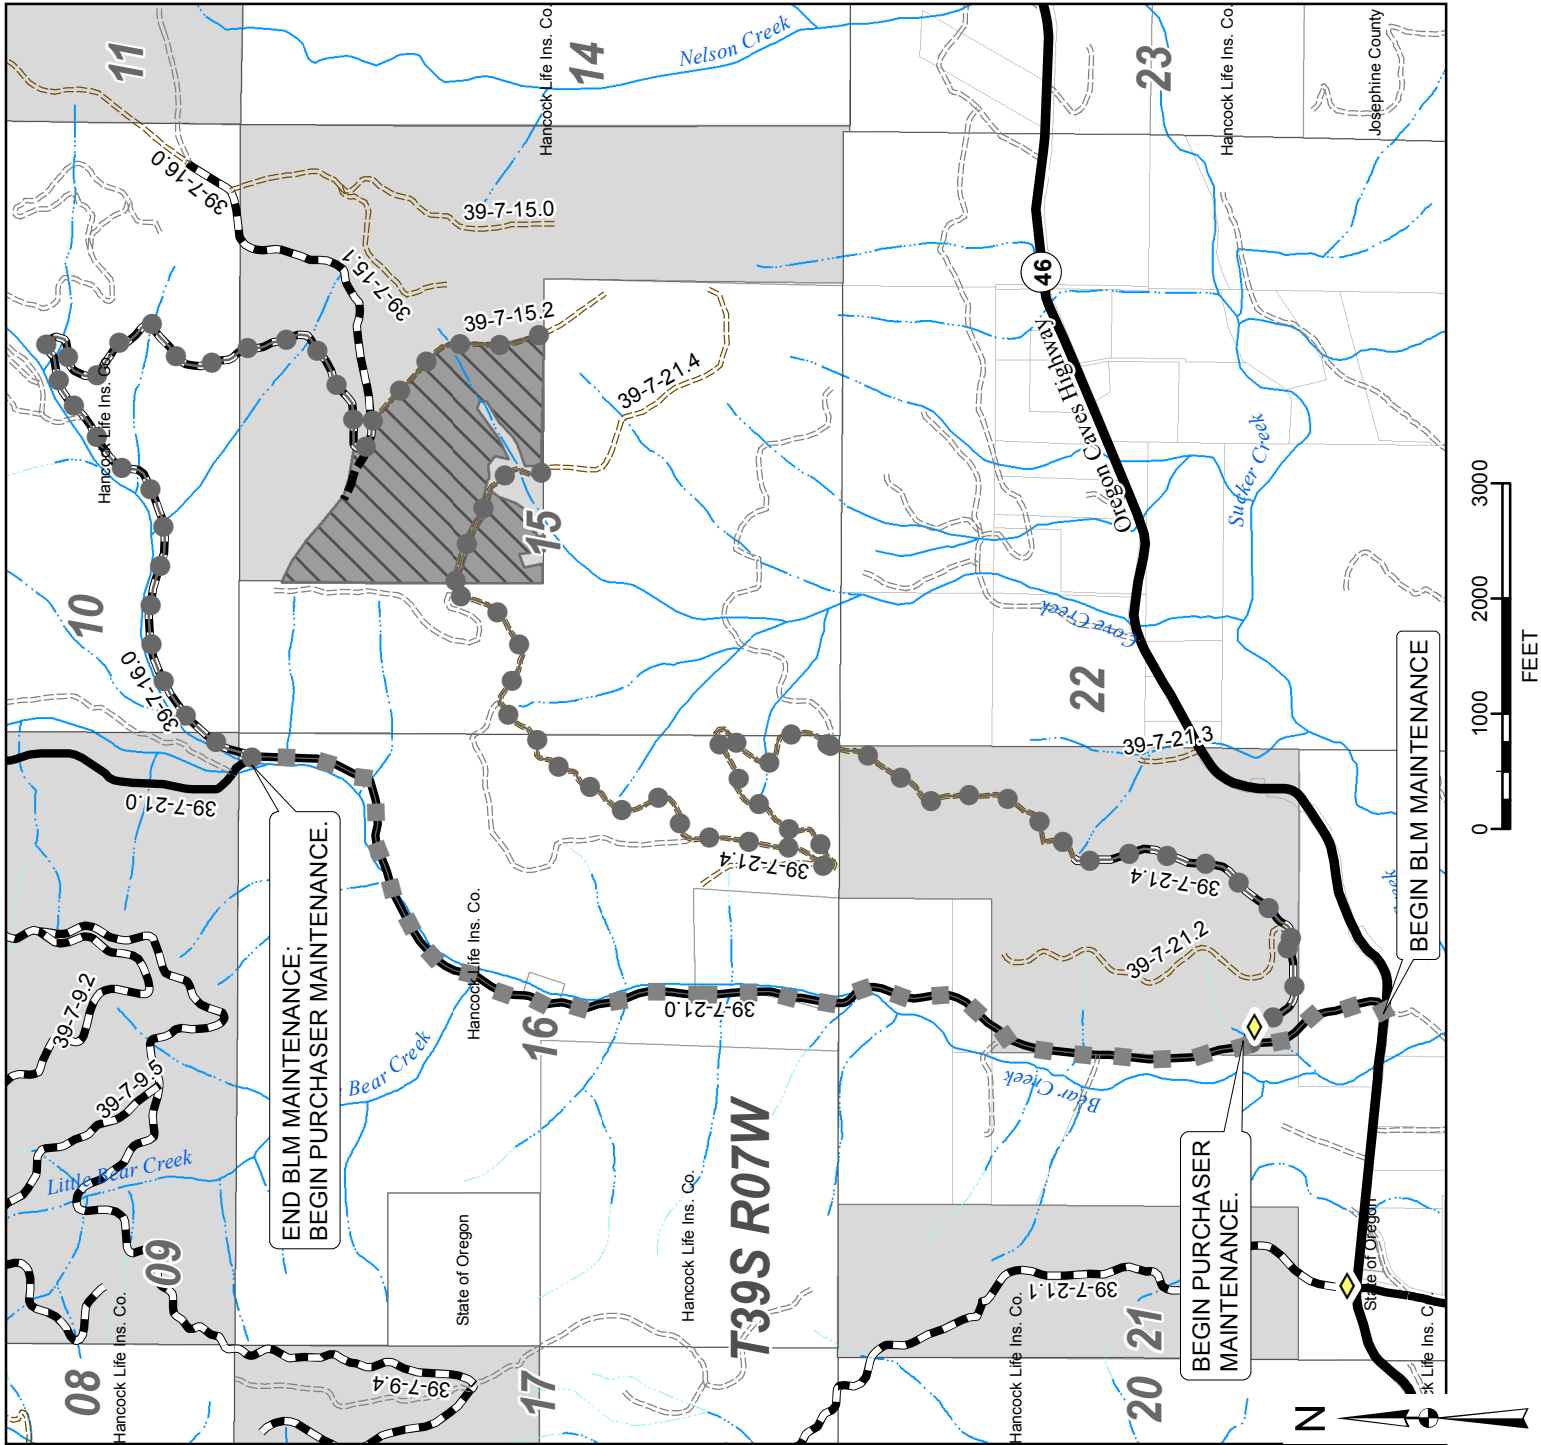 11
Hancock Life Ins. Co.
14
Nelson Creek
23
Hancock Life Ins. Co.
Josephine County
39-7-16.0
39-7-15.0
39-7-15.1
39-7-15.2
39-7-21.4
46
Oregon Caves Highway
Sucker Creek
Hancock Life Ins. Co.
10
15
39-7-16.0
Cove Creek
22
39-7-21.3
BEGIN BLM MAINTENANCE
39-7-21.0
END BLM MAINTENANCE;
BEGIN PURCHASER MAINTENANCE.
39-7-21.4
39-7-21.4
39-7-21.2
39-7-9.2
39-7-9.5
Hancock Life Ins. Co.
16
39-7-21.0
Bear Creek
Bear Creek
Little Bear Creek
09
State of Oregon
Hancock Life Ins. Co.
T39S R07W
39-7-21.1
BEGIN PURCHASER
MAINTENANCE.
State of Oregon
08
Hancock Life Ins. Co.
39-7-9.4
17
Hancock Life Ins. Co.
20
21
ck Life Ins. C
N
0
1000
2000
3000
FEET